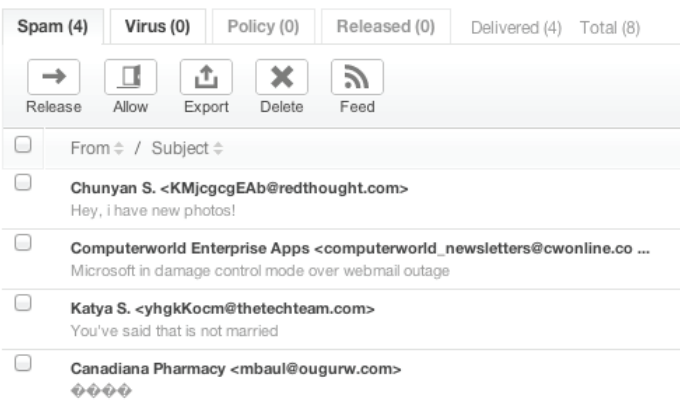 Spam (4) Virus (0) Policy (0) Released (0) Delivered (4) Total (8)
Release Allow Export Delete Feed
From / Subject
Chunyan S. <KMjcgcgEAb@redthought.com>
Hey, i have new photos!
Computerworld Enterprise Apps <computerworld_newsletters@cwonline.co ...
Microsoft in damage control mode over webmail outage
Katya S. <yhgkKocm@thetechteam.com>
You've said that is not married
Canadiana Pharmacy <mbaul@ougurw.com>
����